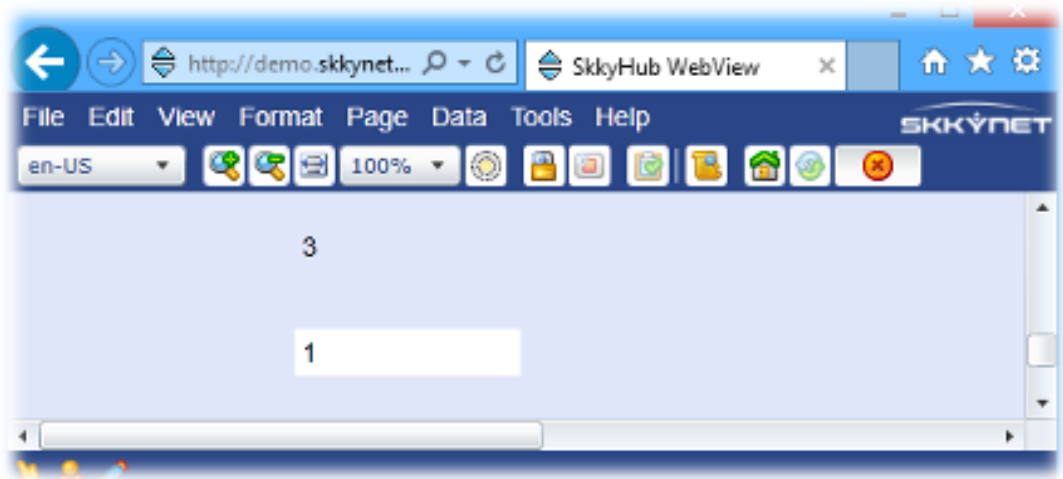 http://demo.skkynet... SkkyHub WebView
File Edit View Format Page Data Tools Help SKKYNET
en-US 100%
3
1